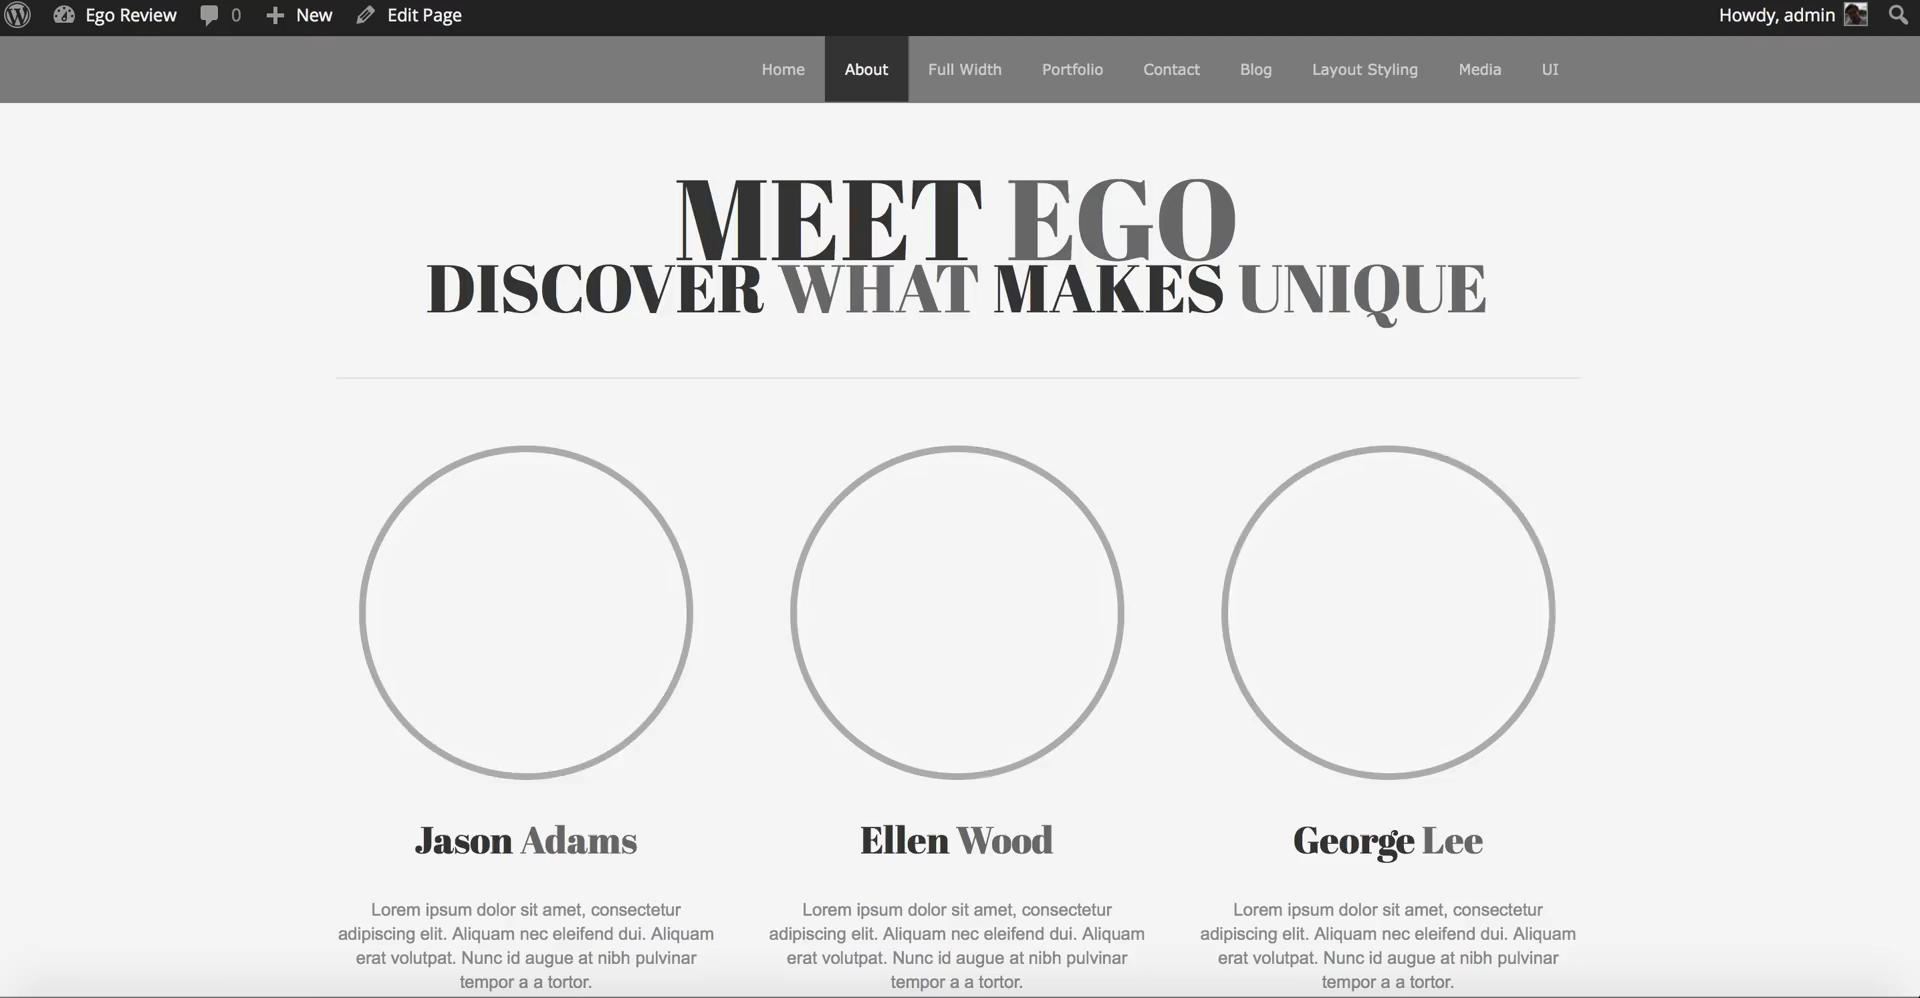 Ego Review 0 New Edit Page Howdy, admin
Home About Full Width Portfolio Contact Blog Layout Styling Media UI
MEET EGO
DISCOVER WHAT MAKES UNIQUE
Jason Adams
Lorem ipsum dolor sit amet, consectetur
adipiscing elit. Aliquam nec eleifend dui. Aliquam
erat volutpat. Nunc id augue at nibh pulvinar
tempor a a tortor.
Ellen Wood
Lorem ipsum dolor sit amet, consectetur
adipiscing elit. Aliquam nec eleifend dui. Aliquam
erat volutpat. Nunc id augue at nibh pulvinar
tempor a a tortor.
George Lee
Lorem ipsum dolor sit amet, consectetur
adipiscing elit. Aliquam nec eleifend dui. Aliquam
erat volutpat. Nunc id augue at nibh pulvinar
tempor a a tortor.